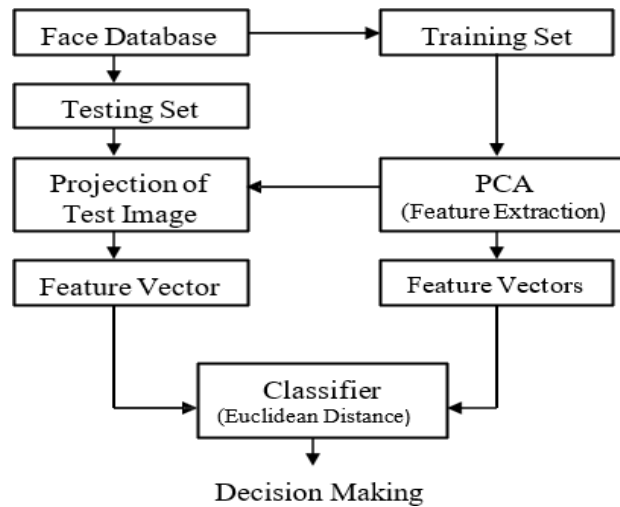 Face Database
Training Set
Testing Set
Projection of
Test Image
PCA
(Feature Extraction)
Feature Vector
Feature Vectors
Classifier
(Euclidean Distance)
Decision Making